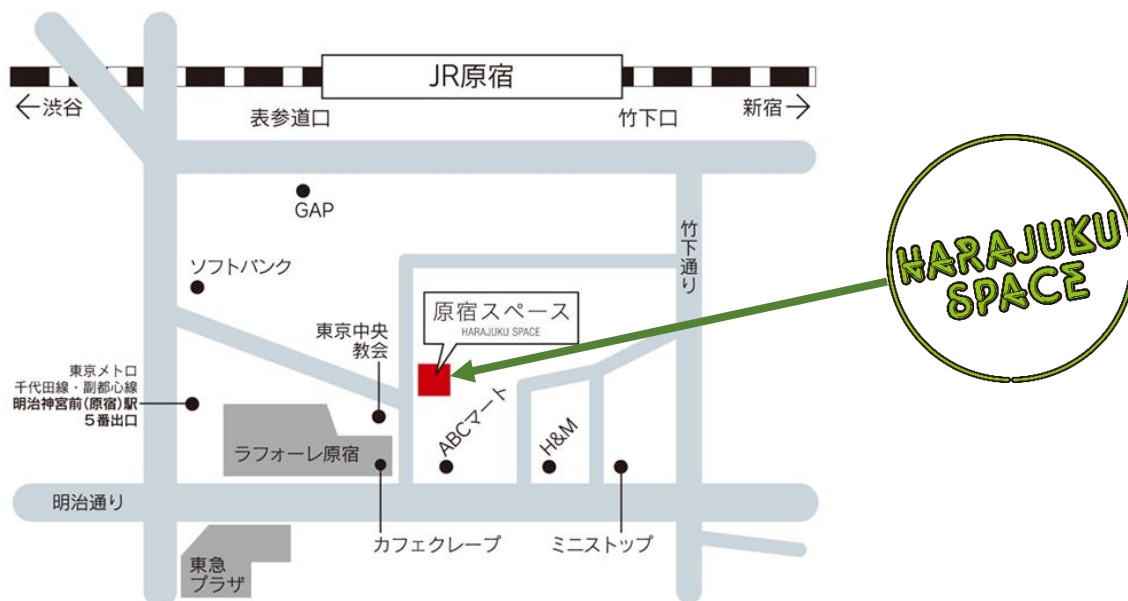 JR原宿
←渋谷
表参道口
竹下口
新宿→
GAP
竹下通り
HARAJUKU
SPACE
ソフトバンク
原宿スペース
HARAJUKU SPACE
東京中央
教会
東京メトロ
千代田線・副都心線
明治神宮前(原宿)駅
5番出口
ABCマート
H&M
ラフォーレ原宿
明治通り
カフェクレープ
ミニストップ
東急
プラザ